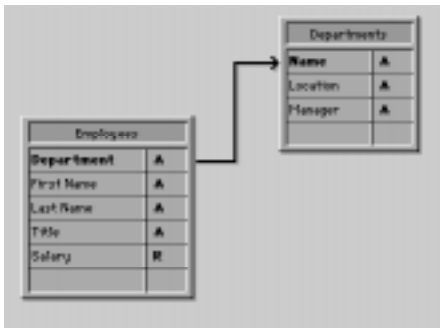 Departments
Name A
Location A
Manager A
Employees
Department A
First Name A
Last Name A
Title A
Salary R